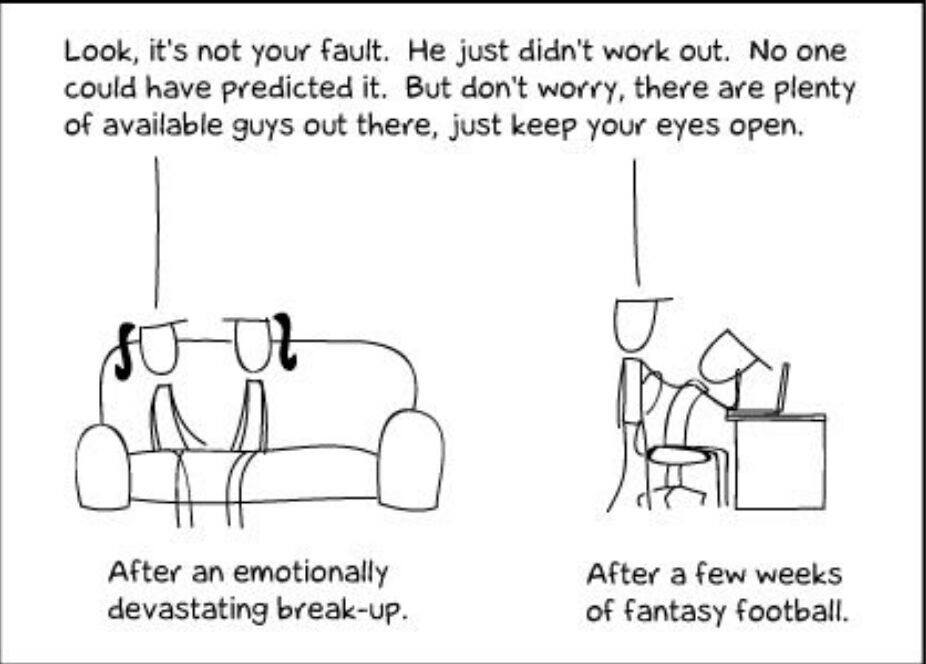 Look, it's not your fault. He just didn't work out. No one
could have predicted it. But don't worry, there are plenty
of available guys out there, just keep your eyes open.
After an emotionally
devastating break-up.
After a few weeks
of fantasy football.